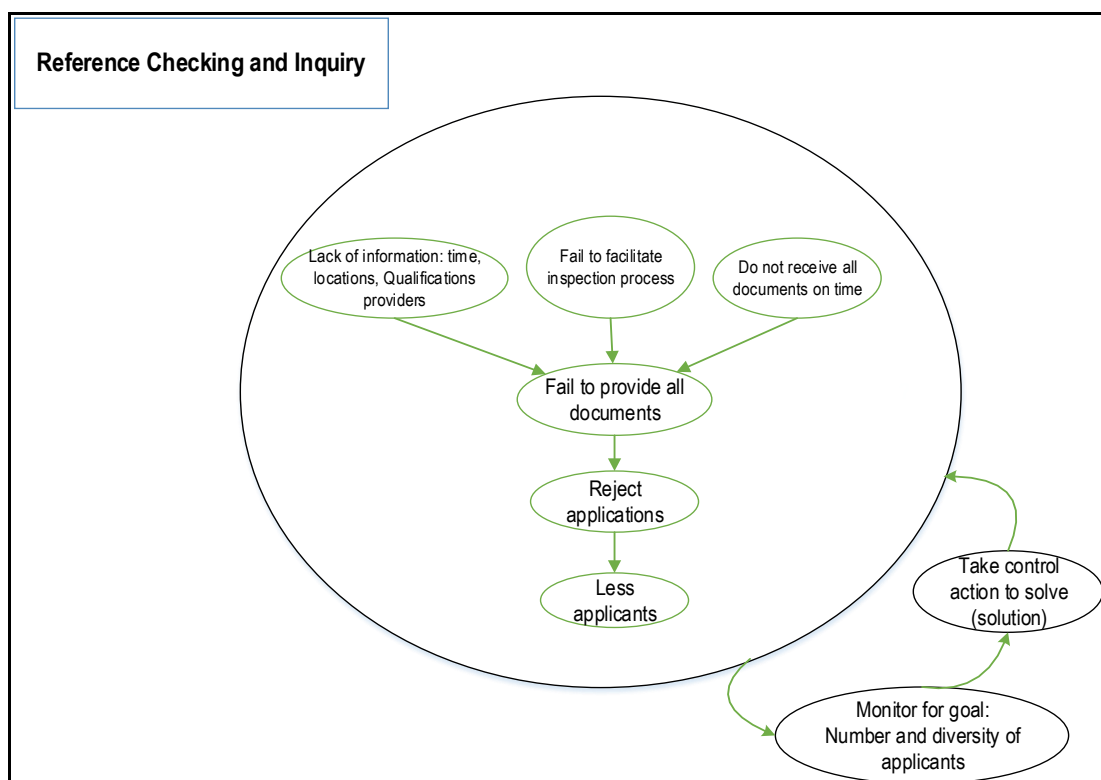 Reference Checking and Inquiry
Lack of information: time,
locations, Qualifications
providers
Fail to facilitate
inspection process
Do not receive all
documents on time
Fail to provide all
documents
Reject
applications
Less
applicants
Take control
action to solve
(solution)
Monitor for goal:
Number and diversity of
applicants